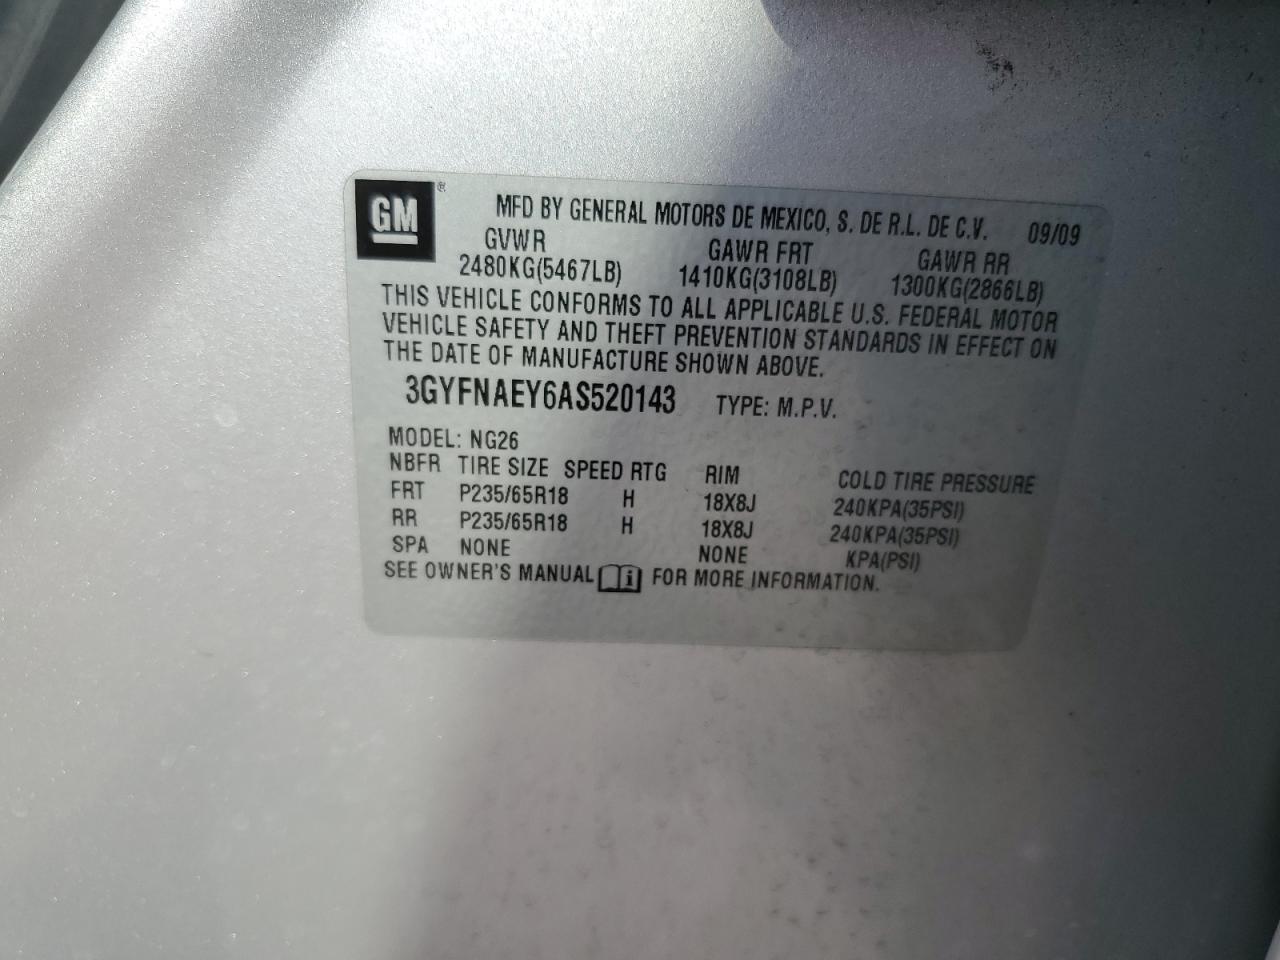 GM®
MFD BY GENERAL MOTORS DE MEXICO, S. DE R.L. DE C.V. 09/09
GVWR GAWR FRT GAWR RR
2480KG(5467LB) 1410KG(3108LB) 1300KG(2866LB)
THIS VEHICLE CONFORMS TO ALL APPLICABLE U.S. FEDERAL MOTOR
VEHICLE SAFETY AND THEFT PREVENTION STANDARDS IN EFFECT ON
THE DATE OF MANUFACTURE SHOWN ABOVE.
3GYFNAEY6AS520143 TYPE: M.P.V.
MODEL: NG26
NBFR TIRE SIZE SPEED RTG RIM COLD TIRE PRESSURE
FRT P235/65R18 H 18X8J 240KPA(35PSI)
RR P235/65R18 H 18X8J 240KPA(35PSI)
SPA NONE NONE KPA(PSI)
SEE OWNER'S MANUAL i FOR MORE INFORMATION.